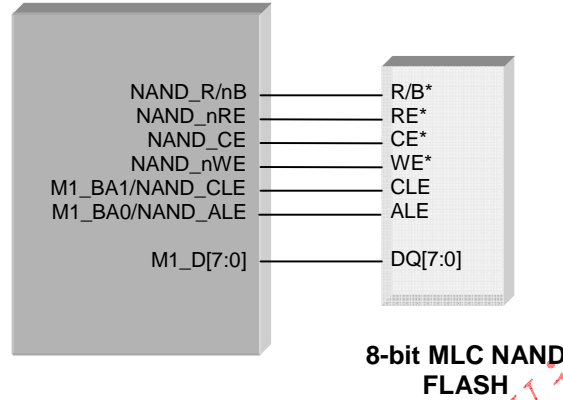 NAND_R/nB R/B*
NAND_nRE RE*
NAND_CE CE*
NAND_nWE WE*
M1_BA1/NAND_CLE CLE
M1_BA0/NAND_ALE ALE
M1_D[7:0] DQ[7:0]
8-bit MLC NAND
FLASH